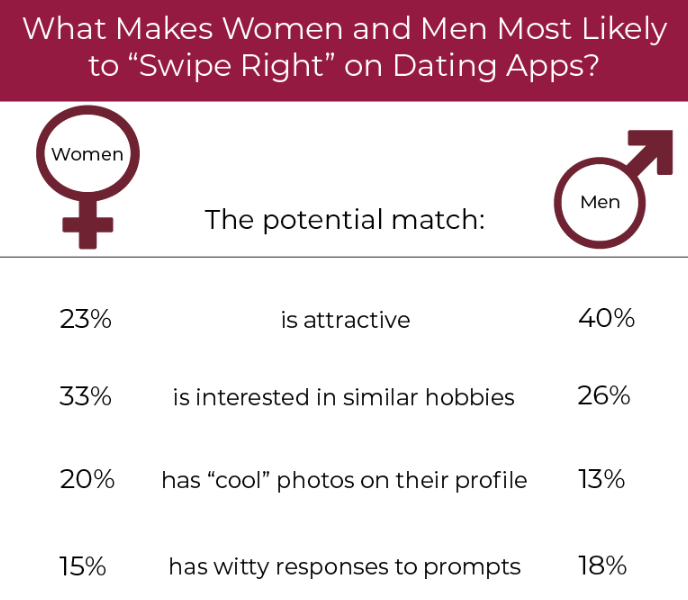 What Makes Women and Men Most Likely
to “Swipe Right” on Dating Apps?
Women
Men
The potential match:
23% is attractive 40%
33% is interested in similar hobbies 26%
20% has “cool” photos on their profile 13%
15% has witty responses to prompts 18%